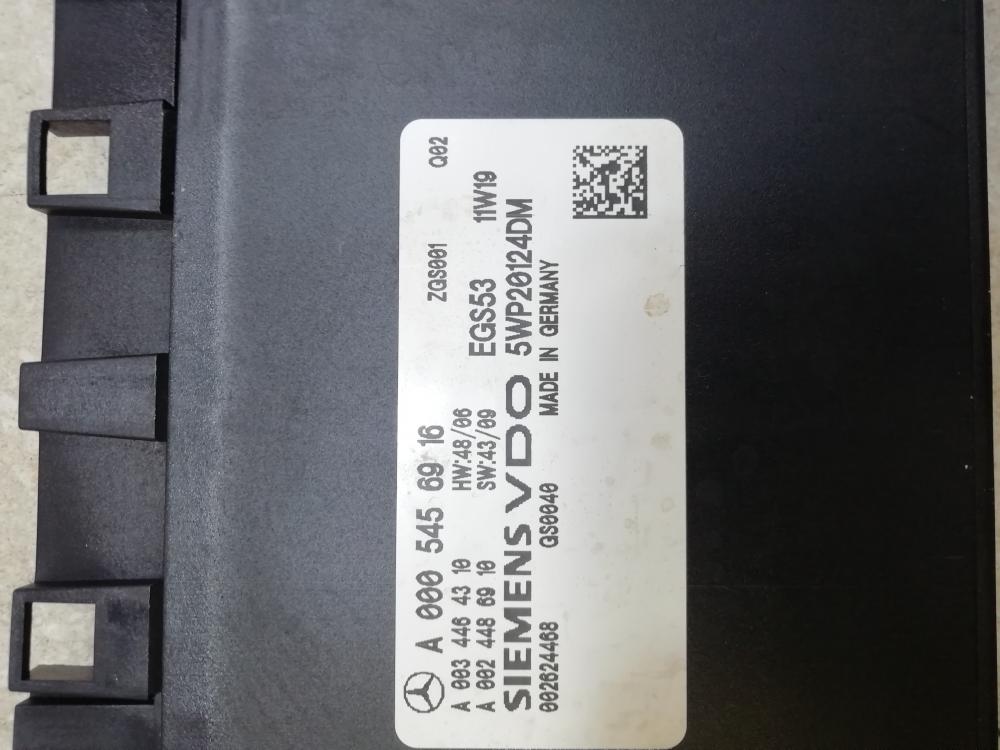 A 000 545 69 16 ZGS001 Q02
A 003 446 43 10 HW:48/06
A 002 448 69 10 SW:43/09 EGS53 11W19
SIEMENS VDO 5WP20124DM
002624468 GS0040 MADE IN GERMANY